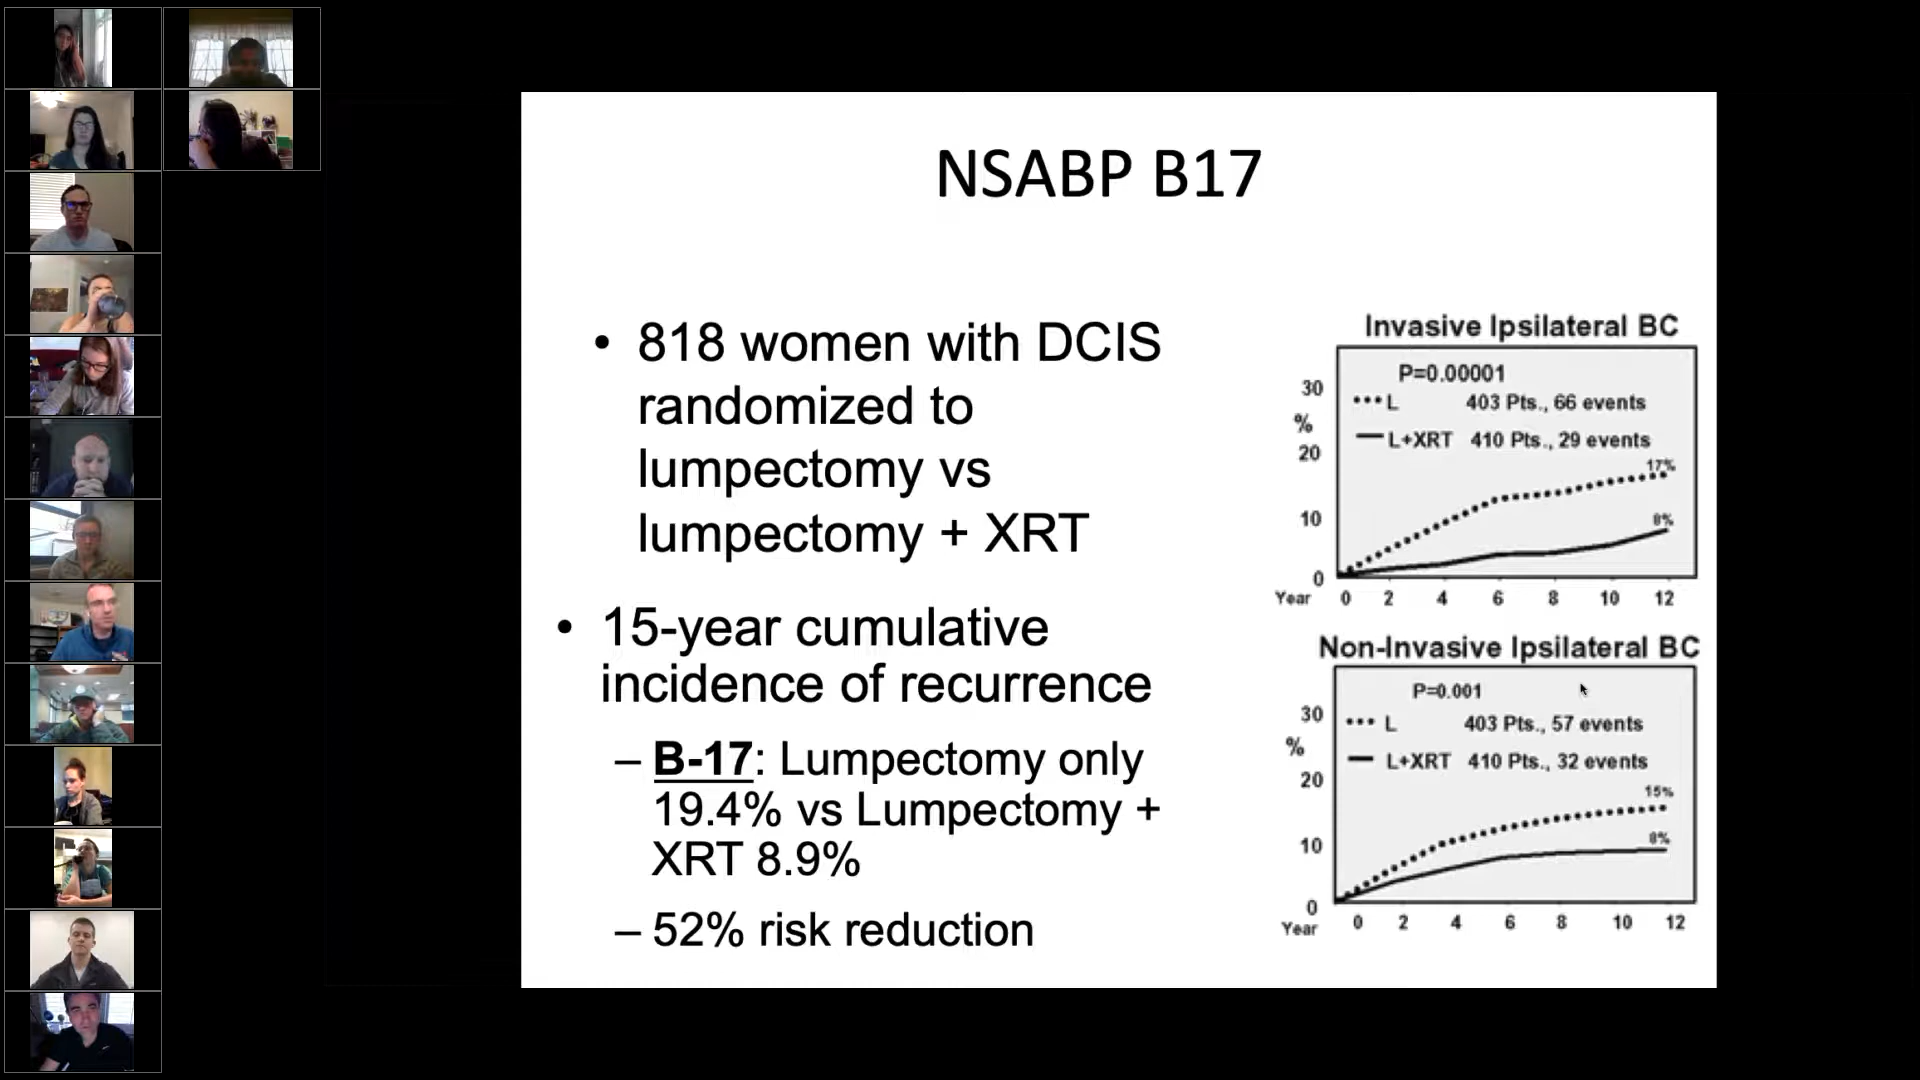 NSABP B17
• 818 women with DCIS
randomized to
lumpectomy vs
lumpectomy + XRT
• 15-year cumulative
incidence of recurrence
– B-17: Lumpectomy only
19.4% vs Lumpectomy +
XRT 8.9%
– 52% risk reduction
Invasive Ipsilateral BC
P=0.00001
L 403 Pts., 66 events
L+XRT 410 Pts., 29 events
30
%
20
10
0
17%
8%
Year 0 2 4 6 8 10 12
Non-Invasive Ipsilateral BC
P=0.001
L 403 Pts., 57 events
L+XRT 410 Pts., 32 events
30
%
20
10
0
15%
8%
Year 0 2 4 6 8 10 12